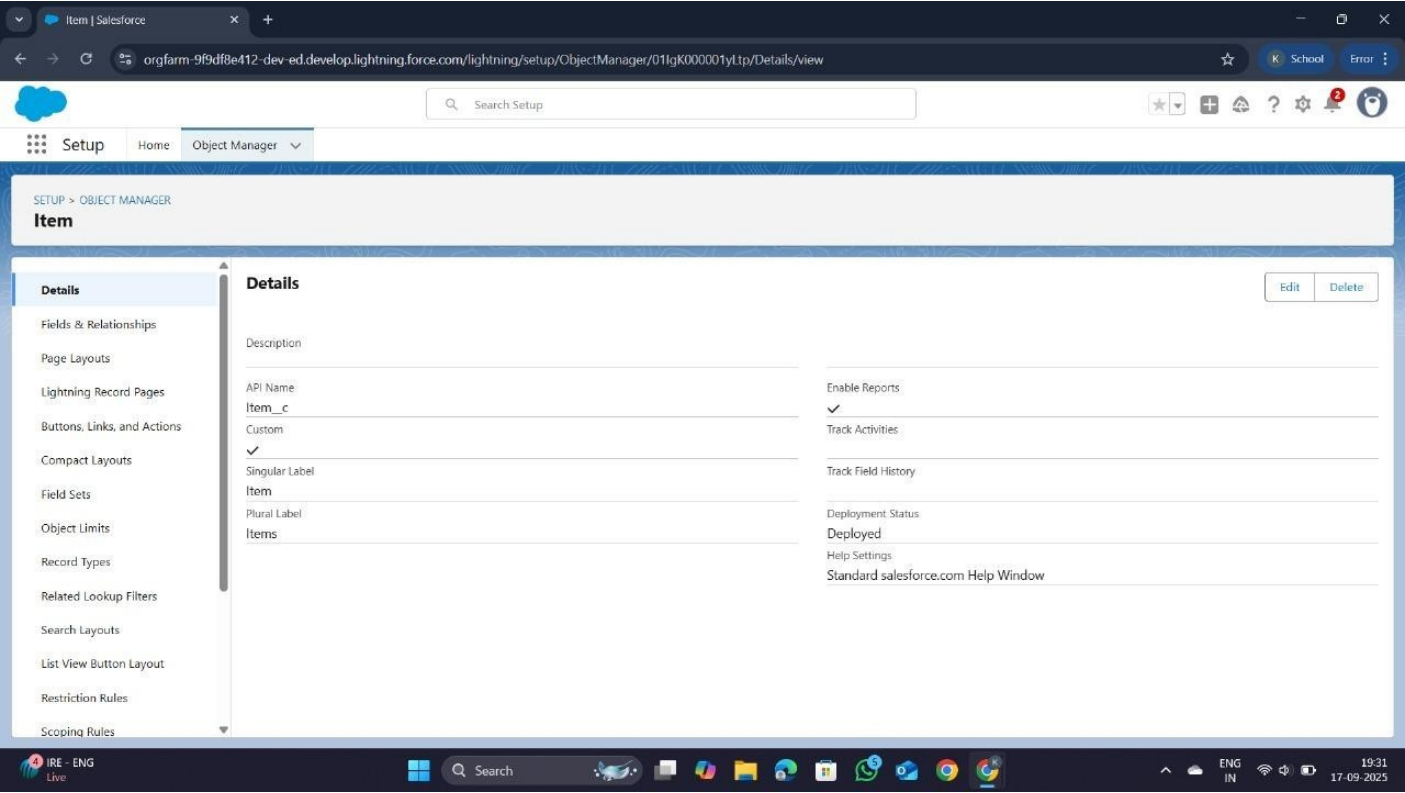 Item | Salesforce
orgfarm-9f9df8e412-dev-ed.develop.lightning.force.com/lightning/setup/ObjectManager/01IgK000001yLtp/Details/view
K School
Error
Search Setup
2
Setup
Home
Object Manager
SETUP > OBJECT MANAGER
Item
Details
Fields & Relationships
Page Layouts
Lightning Record Pages
Buttons, Links, and Actions
Compact Layouts
Field Sets
Object Limits
Record Types
Related Lookup Filters
Search Layouts
List View Button Layout
Restriction Rules
Scoping Rules
Details
Edit
Delete
Description
API Name
Item__c
Custom
Singular Label
Item
Plural Label
Items
Enable Reports
Track Activities
Track Field History
Deployment Status
Deployed
Help Settings
Standard salesforce.com Help Window
4
IRE - ENG
Live
Search
5
ENG
IN
19:31
17-09-2025